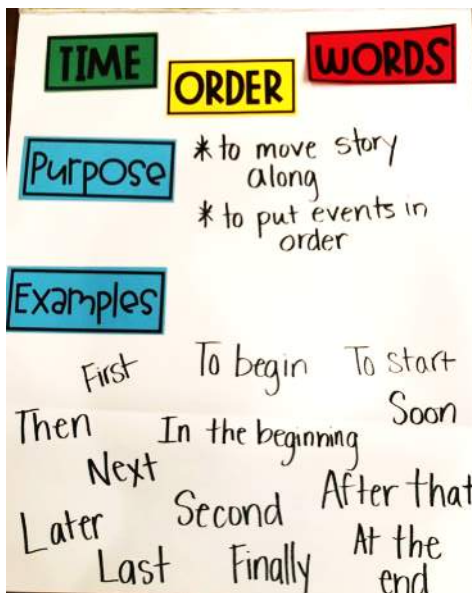 TIME ORDER WORDS
Purpose
* to move story
along
* to put events in
order
Examples
First To begin To start
Soon
Then In the beginning
Next
After that
Later Second
At the
Last Finally end